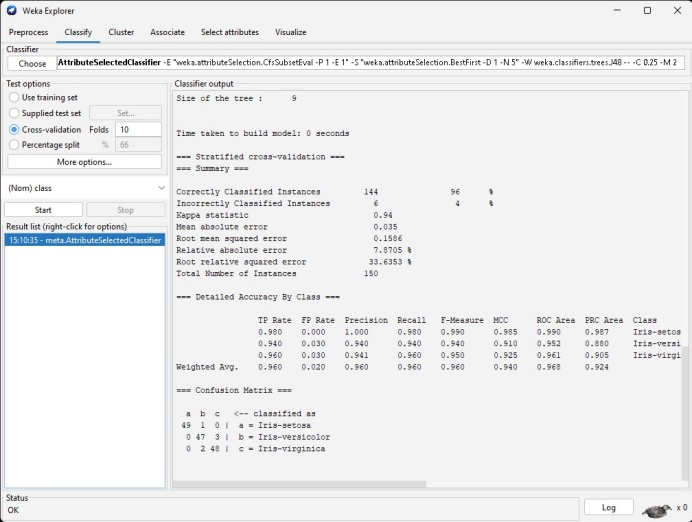 Weka Explorer
Preprocess Classify Cluster Associate Select attributes Visualize
Classifier
Choose AttributeSelectedClassifier -E "weka.attributeSelection.CfsSubsetEval -P 1 -E 1" -S "weka.attributeSelection.BestFirst -D 1 -N 5" -W weka.classifiers.trees.J48 -- -C 0.25 -M 2
Test options
Use training set
Supplied test set Set...
Cross-validation Folds 10
Percentage split % 66
More options...
(Nom) class
Start Stop
Result list (right-click for options)
15:10:35 - meta.AttributeSelectedClassifier
Classifier output
Size of the tree : 9
Time taken to build model: 0 seconds
=== Stratified cross-validation ===
=== Summary ===
Correctly Classified Instances 144 96 %
Incorrectly Classified Instances 6 4 %
Kappa statistic 0.94
Mean absolute error 0.035
Root mean squared error 0.1586
Relative absolute error 7.8705 %
Root relative squared error 33.6353 %
Total Number of Instances 150
=== Detailed Accuracy By Class ===
TP Rate FP Rate Precision Recall F-Measure MCC ROC Area PRC Area Class
0.980 0.000 1.000 0.980 0.990 0.985 0.990 0.987 Iris-setos
0.940 0.030 0.940 0.940 0.940 0.910 0.952 0.880 Iris-versi
0.960 0.030 0.941 0.960 0.950 0.925 0.961 0.905 Iris-virgi
Weighted Avg. 0.960 0.020 0.960 0.960 0.960 0.940 0.968 0.924
=== Confusion Matrix ===
a b c <-- classified as
49 1 0 | a = Iris-setosa
0 47 3 | b = Iris-versicolor
0 2 48 | c = Iris-virginica
Status
OK
Log x 0